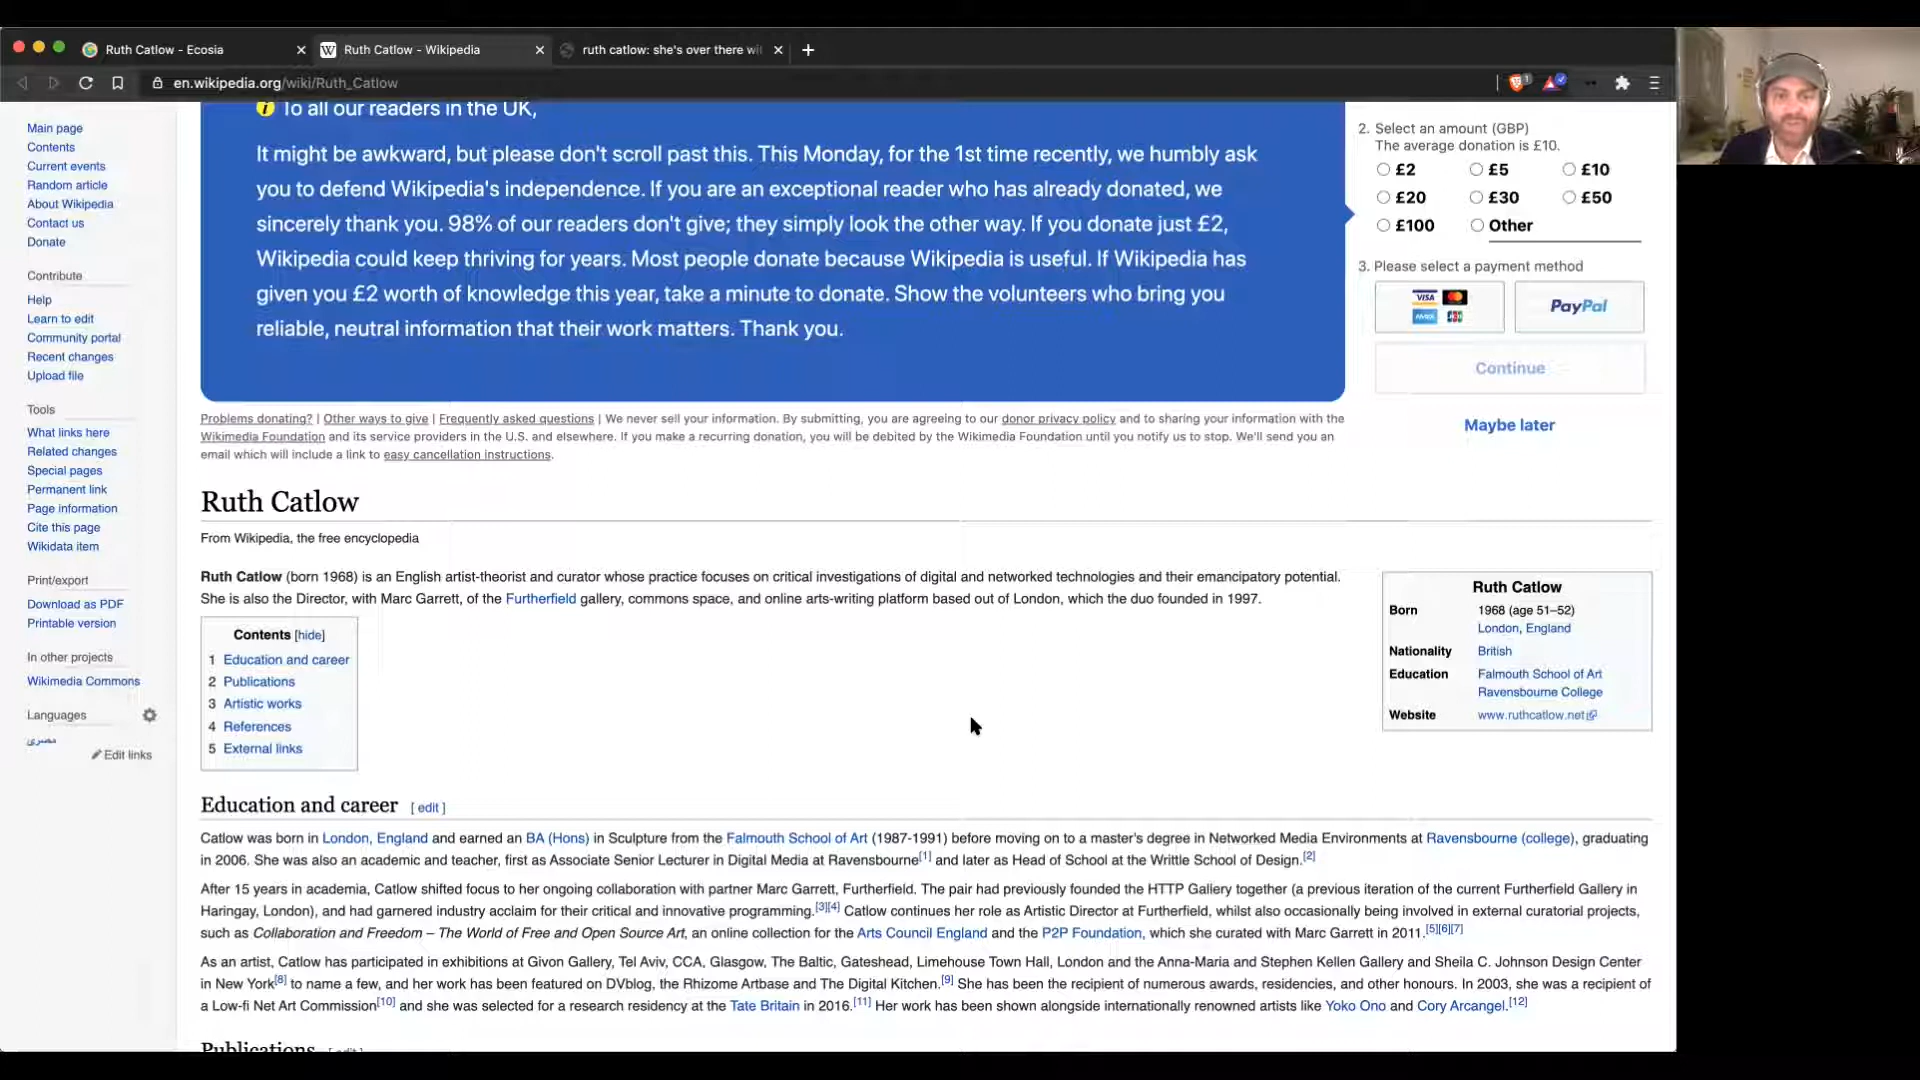 Ruth Catlow - Ecosia
Ruth Catlow - Wikipedia
ruth catlow: she's over there wi
en.wikipedia.org/wiki/Ruth_Catlow
1
Main page
Contents
Current events
Random article
About Wikipedia
Contact us
Donate
Contribute
Help
Learn to edit
Community portal
Recent changes
Upload file
Tools
What links here
Related changes
Special pages
Permanent link
Page information
Cite this page
Wikidata item
Print/export
Download as PDF
Printable version
In other projects
Wikimedia Commons
Languages
مصرى
Edit links
To all our readers in the UK,
It might be awkward, but please don't scroll past this. This Monday, for the 1st time recently, we humbly ask
you to defend Wikipedia's independence. If you are an exceptional reader who has already donated, we
sincerely thank you. 98% of our readers don't give; they simply look the other way. If you donate just £2,
Wikipedia could keep thriving for years. Most people donate because Wikipedia is useful. If Wikipedia has
given you £2 worth of knowledge this year, take a minute to donate. Show the volunteers who bring you
reliable, neutral information that their work matters. Thank you.
2. Select an amount (GBP)
The average donation is £10.
£2 £5 £10
£20 £30 £50
£100 Other
3. Please select a payment method
VISA
AMEX JCB
PayPal
Continue
Maybe later
Problems donating? | Other ways to give | Frequently asked questions | We never sell your information. By submitting, you are agreeing to our donor privacy policy and to sharing your information with the
Wikimedia Foundation and its service providers in the U.S. and elsewhere. If you make a recurring donation, you will be debited by the Wikimedia Foundation until you notify us to stop. We'll send you an
email which will include a link to easy cancellation instructions.
Ruth Catlow
From Wikipedia, the free encyclopedia
Ruth Catlow (born 1968) is an English artist-theorist and curator whose practice focuses on critical investigations of digital and networked technologies and their emancipatory potential.
She is also the Director, with Marc Garrett, of the Furtherfield gallery, commons space, and online arts-writing platform based out of London, which the duo founded in 1997.
Contents [hide]
1 Education and career
2 Publications
3 Artistic works
4 References
5 External links
Ruth Catlow
Born 1968 (age 51–52)
London, England
Nationality British
Education Falmouth School of Art
Ravensbourne College
Website www.ruthcatlow.net
Education and career [ edit ]
Catlow was born in London, England and earned an BA (Hons) in Sculpture from the Falmouth School of Art (1987-1991) before moving on to a master's degree in Networked Media Environments at Ravensbourne (college), graduating
in 2006. She was also an academic and teacher, first as Associate Senior Lecturer in Digital Media at Ravensbourne[1] and later as Head of School at the Writtle School of Design.[2]
After 15 years in academia, Catlow shifted focus to her ongoing collaboration with partner Marc Garrett, Furtherfield. The pair had previously founded the HTTP Gallery together (a previous iteration of the current Furtherfield Gallery in
Haringay, London), and had garnered industry acclaim for their critical and innovative programming.[3][4] Catlow continues her role as Artistic Director at Furtherfield, whilst also occasionally being involved in external curatorial projects,
such as Collaboration and Freedom – The World of Free and Open Source Art, an online collection for the Arts Council England and the P2P Foundation, which she curated with Marc Garrett in 2011.[5][6][7]
As an artist, Catlow has participated in exhibitions at Givon Gallery, Tel Aviv, CCA, Glasgow, The Baltic, Gateshead, Limehouse Town Hall, London and the Anna-Maria and Stephen Kellen Gallery and Sheila C. Johnson Design Center
in New York[8] to name a few, and her work has been featured on DVblog, the Rhizome Artbase and The Digital Kitchen.[9] She has been the recipient of numerous awards, residencies, and other honours. In 2003, she was a recipient of
a Low-fi Net Art Commission[10] and she was selected for a research residency at the Tate Britain in 2016.[11] Her work has been shown alongside internationally renowned artists like Yoko Ono and Cory Arcangel.[12]
Publications [ edit ]